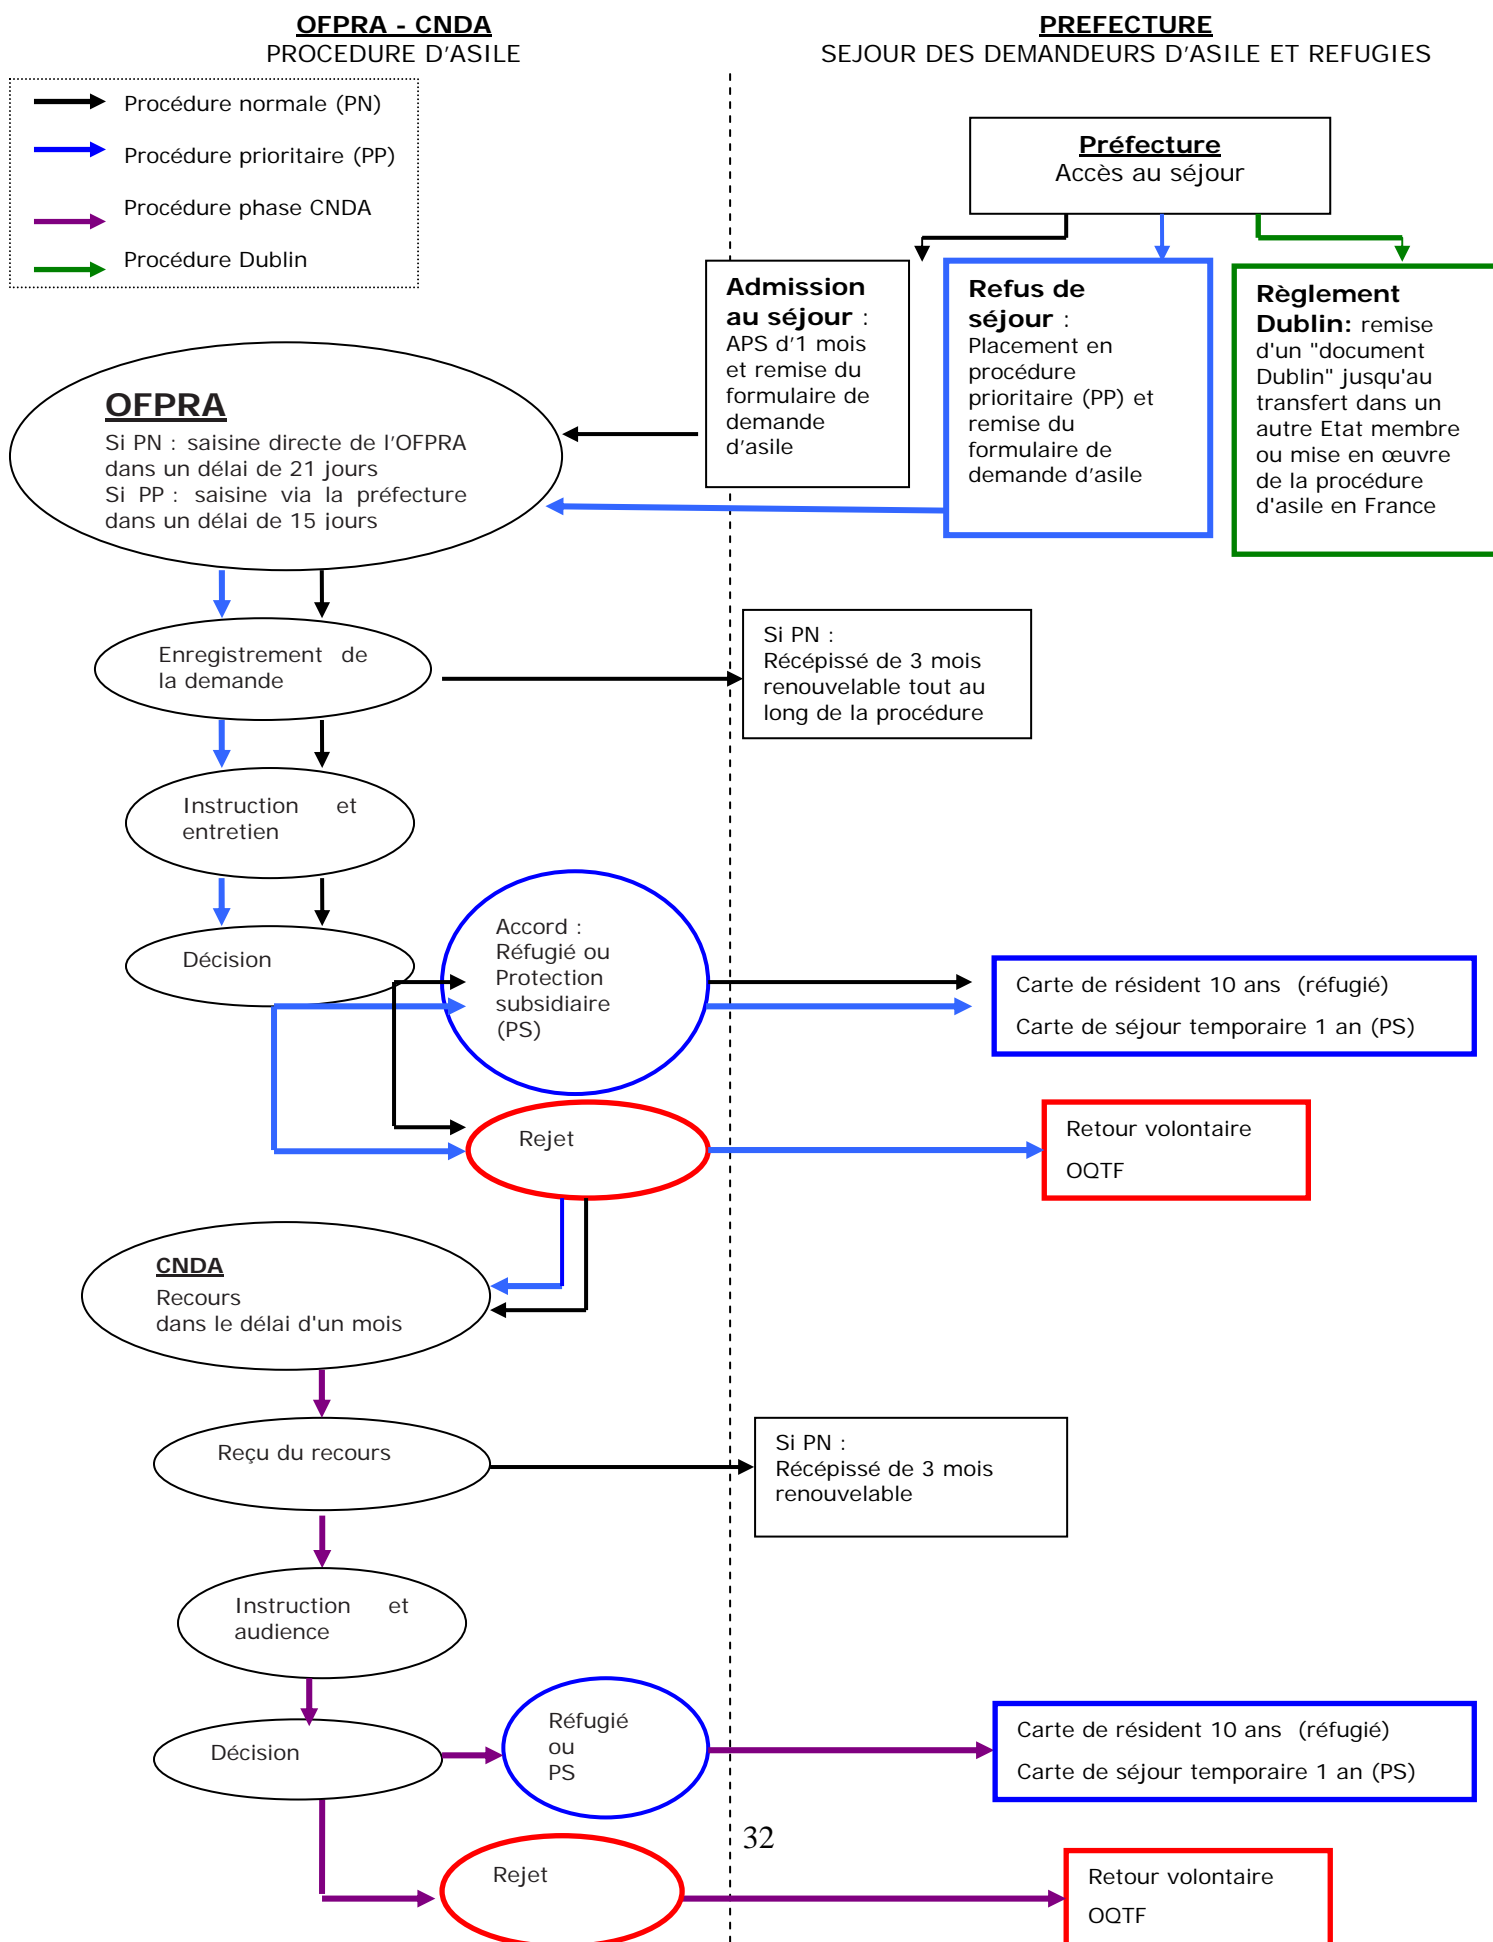 OFPRA - CNDA
PROCEDURE D'ASILE
PREFECTURE
SEJOUR DES DEMANDEURS D'ASILE ET REFUGIES
Procédure normale (PN)
Procédure prioritaire (PP)
Procédure phase CNDA
Procédure Dublin
Préfecture
Accès au séjour
Admission
au séjour :
APS d'1 mois
et remise du
formulaire de
demande
d'asile
Refus de
séjour :
Placement en
procédure
prioritaire (PP) et
remise du
formulaire de
demande d'asile
Règlement
Dublin: remise
d'un "document
Dublin" jusqu'au
transfert dans un
autre Etat membre
ou mise en œuvre
de la procédure
d'asile en France
OFPRA
Si PN : saisine directe de l'OFPRA
dans un délai de 21 jours
Si PP : saisine via la préfecture
dans un délai de 15 jours
Enregistrement de
la demande
Si PN :
Récépissé de 3 mois
renouvelable tout au
long de la procédure
Instruction et
entretien
Décision
Accord :
Réfugié ou
Protection
subsidiaire
(PS)
Carte de résident 10 ans (réfugié)
Carte de séjour temporaire 1 an (PS)
Rejet
Retour volontaire
OQTF
CNDA
Recours
dans le délai d'un mois
Reçu du recours
Si PN :
Récépissé de 3 mois
renouvelable
Instruction et
audience
Décision
Réfugié
ou
PS
Carte de résident 10 ans (réfugié)
Carte de séjour temporaire 1 an (PS)
32
Rejet
Retour volontaire
OQTF